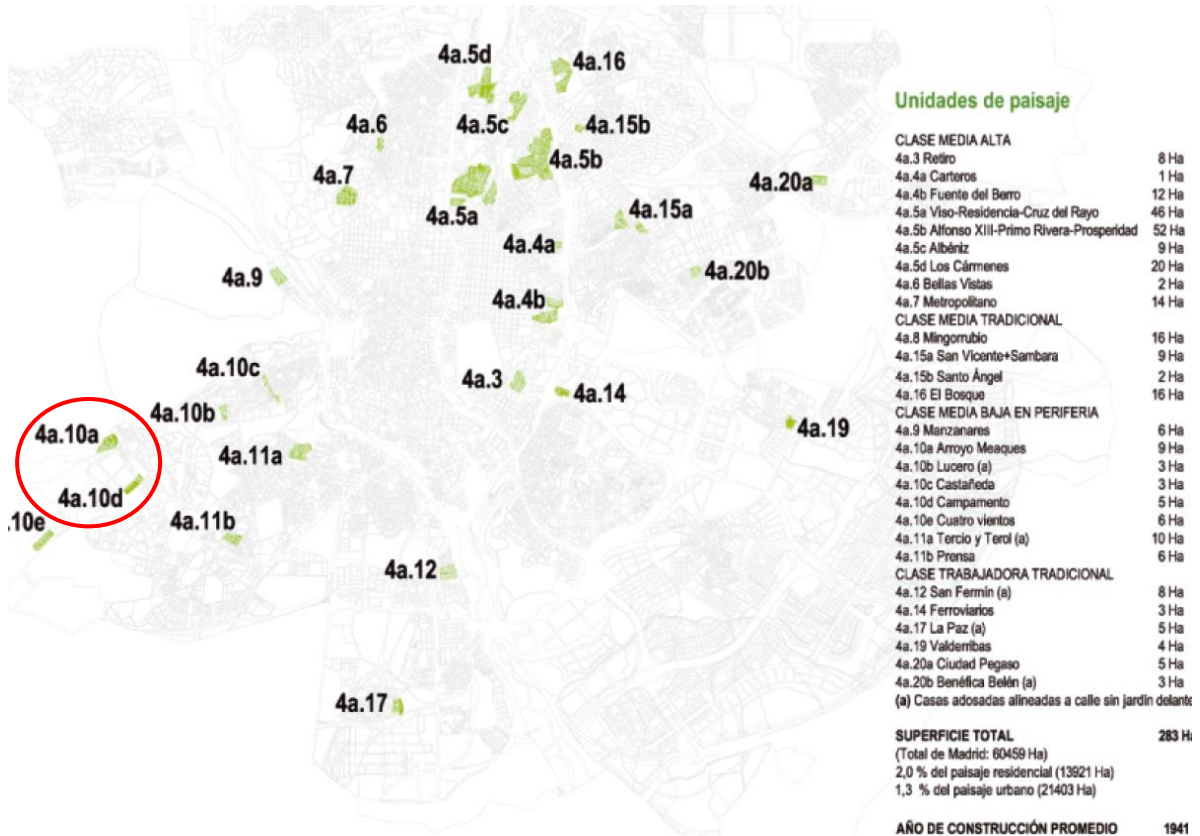 4a.5d
4a.16
4a.6
4a.5c
4a.15b
4a.5b
4a.7
4a.20a
4a.5a
4a.15a
4a.4a
4a.9
4a.20b
4a.4b
4a.10c
4a.3
4a.14
4a.10b
4a.10a
4a.19
4a.11a
4a.10d
.10e
4a.11b
4a.12
4a.17
Unidades de paisaje
CLASE MEDIA ALTA
4a.3 Retiro 8 Ha
4a.4a Carteros 1 Ha
4a.4b Fuente del Berro 12 Ha
4a.5a Viso-Residencia-Cruz del Rayo 46 Ha
4a.5b Alfonso XIII-Primo Rivera-Prosperidad 52 Ha
4a.5c Albéniz 9 Ha
4a.5d Los Cármenes 20 Ha
4a.6 Bellas Vistas 2 Ha
4a.7 Metropolitano 14 Ha
CLASE MEDIA TRADICIONAL
4a.8 Mingorrubio 16 Ha
4a.15a San Vicente+Sambara 9 Ha
4a.15b Santo Ángel 2 Ha
4a.16 El Bosque 16 Ha
CLASE MEDIA BAJA EN PERIFERIA
4a.9 Manzanares 6 Ha
4a.10a Arroyo Meaques 9 Ha
4a.10b Lucero (a) 3 Ha
4a.10c Castañeda 3 Ha
4a.10d Campamento 5 Ha
4a.10e Cuatro vientos 6 Ha
4a.11a Tercio y Terol (a) 10 Ha
4a.11b Prensa 6 Ha
CLASE TRABAJADORA TRADICIONAL
4a.12 San Fermín (a) 8 Ha
4a.14 Ferroviarios 3 Ha
4a.17 La Paz (a) 5 Ha
4a.19 Valderribas 4 Ha
4a.20a Ciudad Pegaso 5 Ha
4a.20b Benéfica Belén (a) 3 Ha
(a) Casas adosadas alineadas a calle sin jardín delante
SUPERFICIE TOTAL 283 Ha
(Total de Madrid: 60459 Ha)
2,0 % del paisaje residencial (13921 Ha)
1,3 % del paisaje urbano (21403 Ha)
AÑO DE CONSTRUCCIÓN PROMEDIO 1941